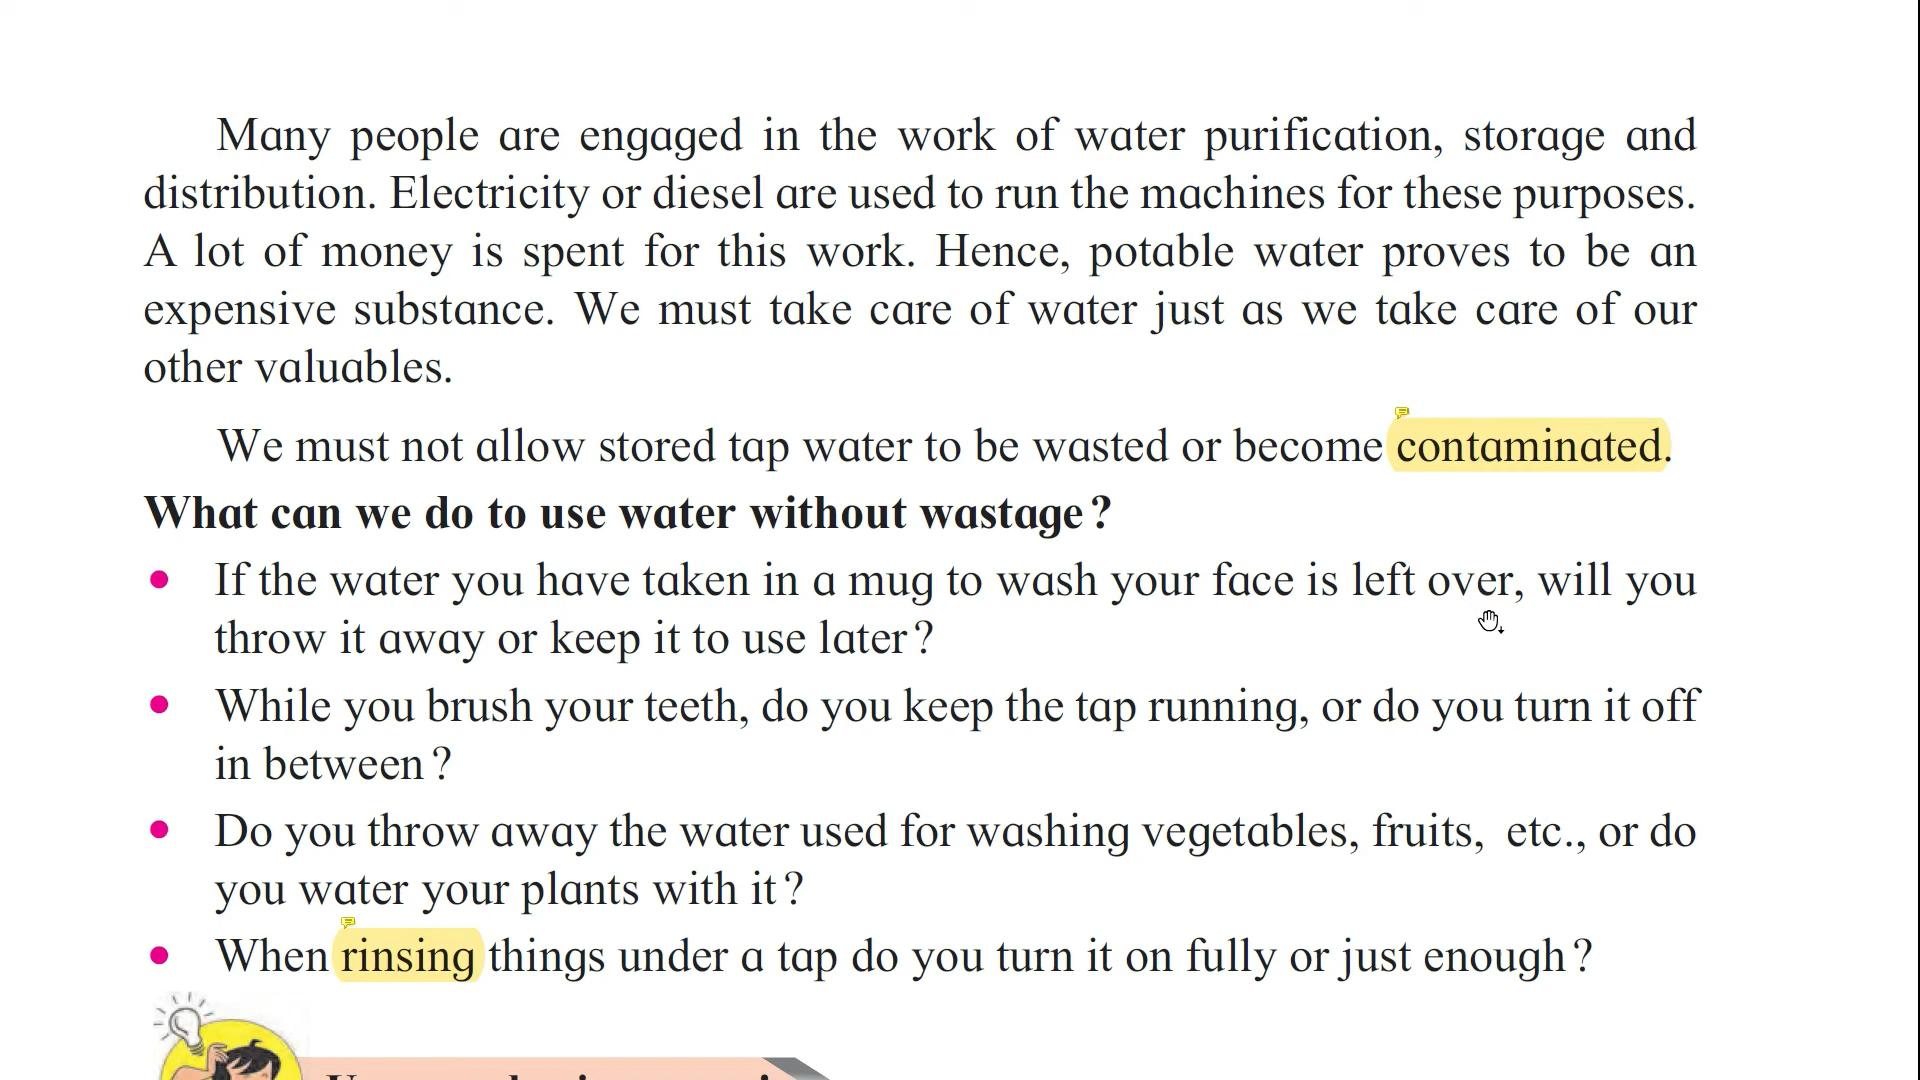 Many people are engaged in the work of water purification, storage and
distribution. Electricity or diesel are used to run the machines for these purposes.
A lot of money is spent for this work. Hence, potable water proves to be an
expensive substance. We must take care of water just as we take care of our
other valuables.
We must not allow stored tap water to be wasted or become contaminated.
What can we do to use water without wastage?
• If the water you have taken in a mug to wash your face is left over, will you
throw it away or keep it to use later?
• While you brush your teeth, do you keep the tap running, or do you turn it off
in between?
• Do you throw away the water used for washing vegetables, fruits, etc., or do
you water your plants with it?
• When rinsing things under a tap do you turn it on fully or just enough?